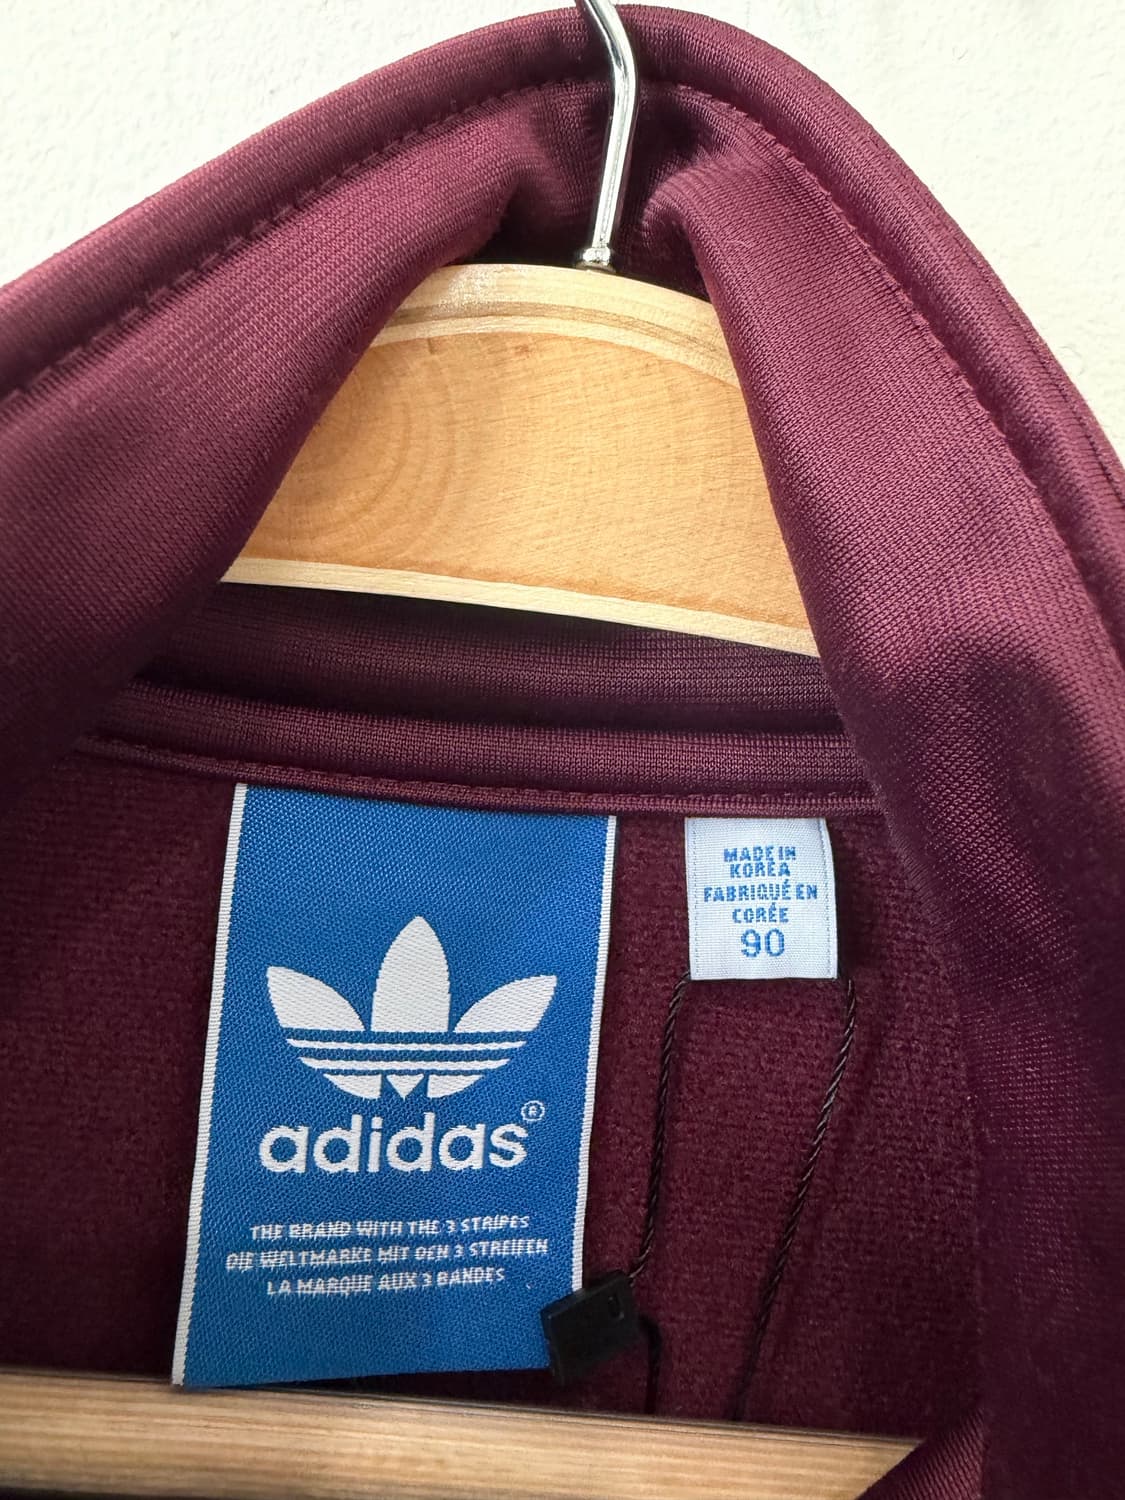 adidas®
THE BRAND WITH THE 3 STRIPES
DIE WELTMARKE MIT DEN 3 STREIFEN
LA MARQUE AUX 3 BANDES
MADE IN
KOREA
FABRIQUÉ EN
CORÉE
90